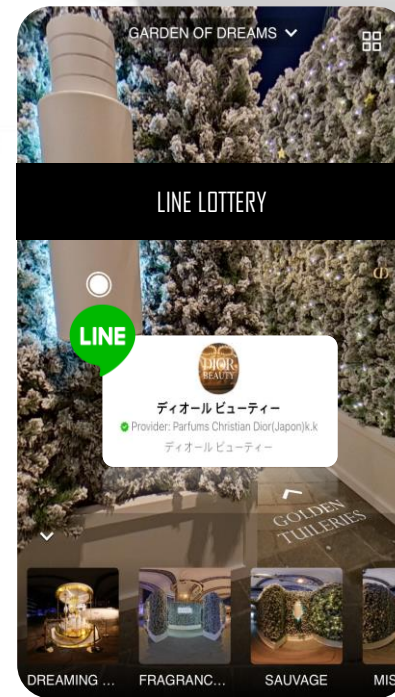 GARDEN OF DREAMS
LINE LOTTERY
LINE
DIOR
BEAUTY
ディオール ビューティー
Provider: Parfums Christian Dior(Japon)k.k
ディオール ビューティー
GOLDEN
TUILERIES
DREAMING ...
FRAGRANC...
SAUVAGE
MIS